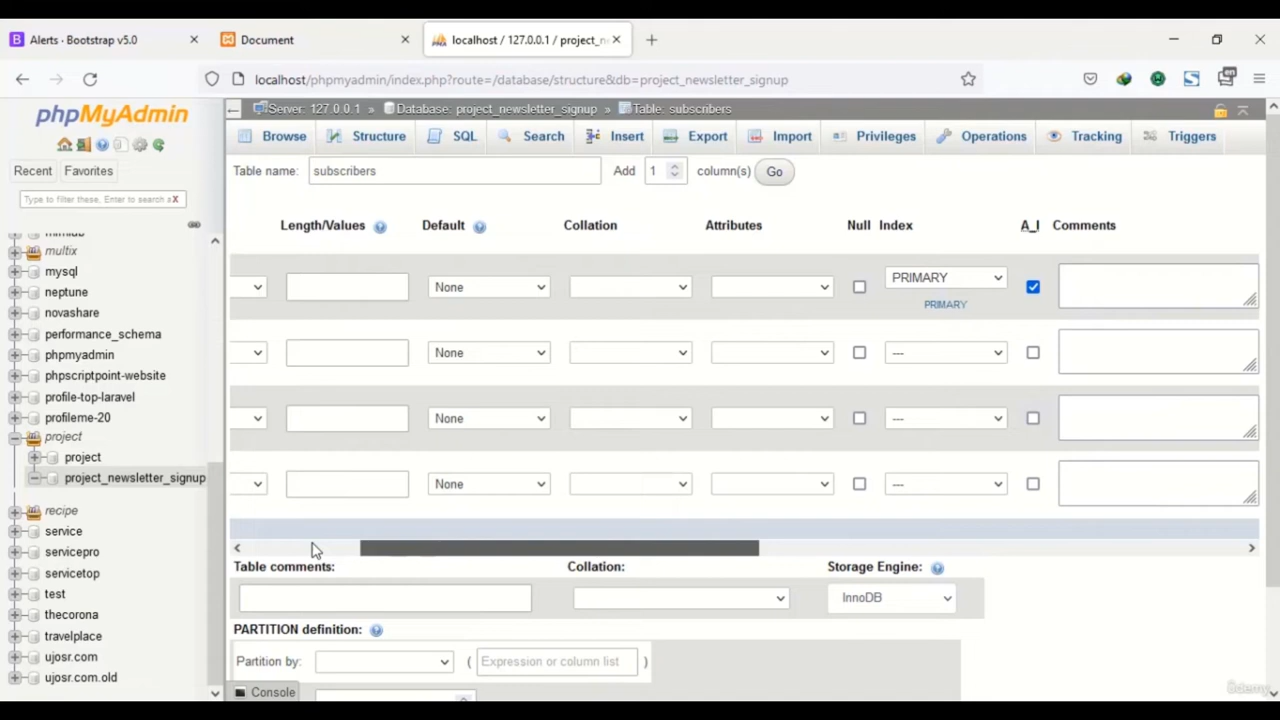 Alerts · Bootstrap v5.0
Document
localhost / 127.0.0.1 / project_n
localhost/phpmyadmin/index.php?route=/database/structure&db=project_newsletter_signup
phpMyAdmin
Recent
Favorites
Type to filter these, Enter to search a
X
multix
mysql
neptune
novashare
performance_schema
phpmyadmin
phpscriptpoint-website
profile-top-laravel
profileme-20
project
project
project_newsletter_signup
recipe
service
servicepro
servicetop
test
thecorona
travelplace
ujosr.com
ujosr.com.old
Server: 127.0.0.1 » Database: project_newsletter_signup » Table: subscribers
Browse
Structure
SQL
Search
Insert
Export
Import
Privileges
Operations
Tracking
Triggers
Table name:
subscribers
Add
1
column(s)
Go
Length/Values
Default
Collation
Attributes
Null
Index
A_I
Comments
None
PRIMARY
PRIMARY
None
---
None
---
None
---
Table comments:
Collation:
Storage Engine:
InnoDB
PARTITION definition:
Partition by:
(
Expression or column list
)
Console
ûdemy